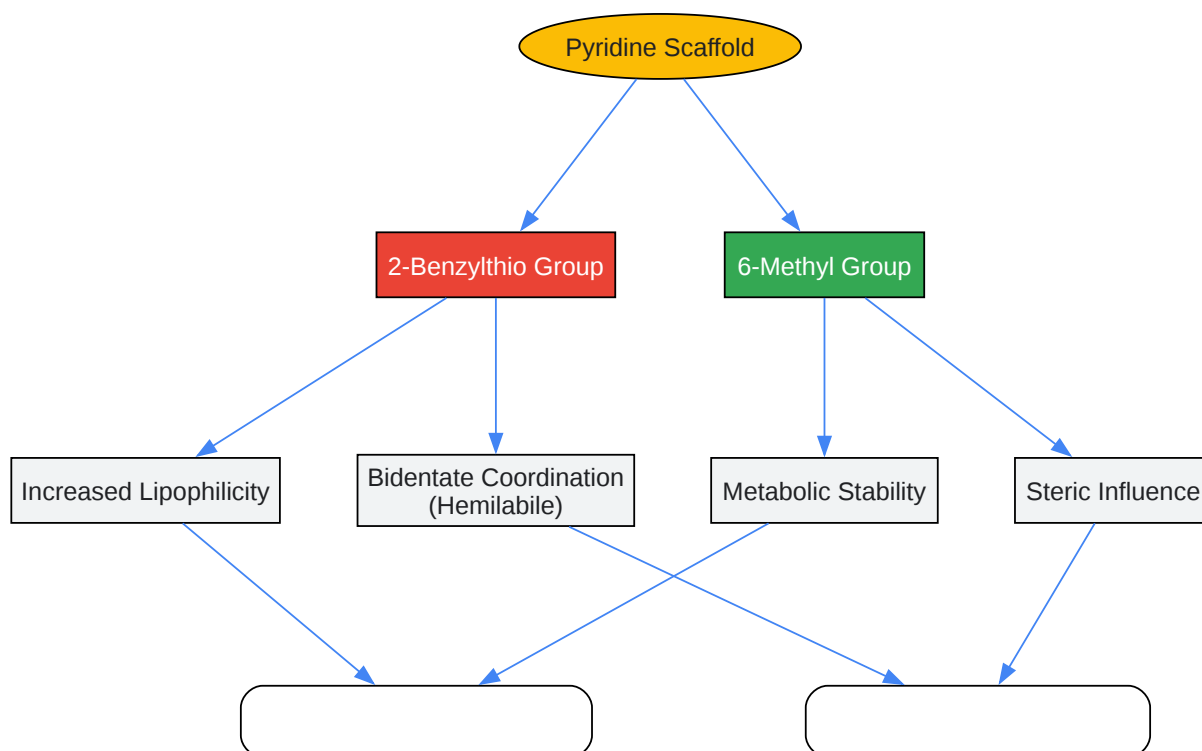 Pyridine Scaffold
2-Benzylthio Group
6-Methyl Group
Increased Lipophilicity
Bidentate Coordination
(Hemilabile)
Metabolic Stability
Steric Influence